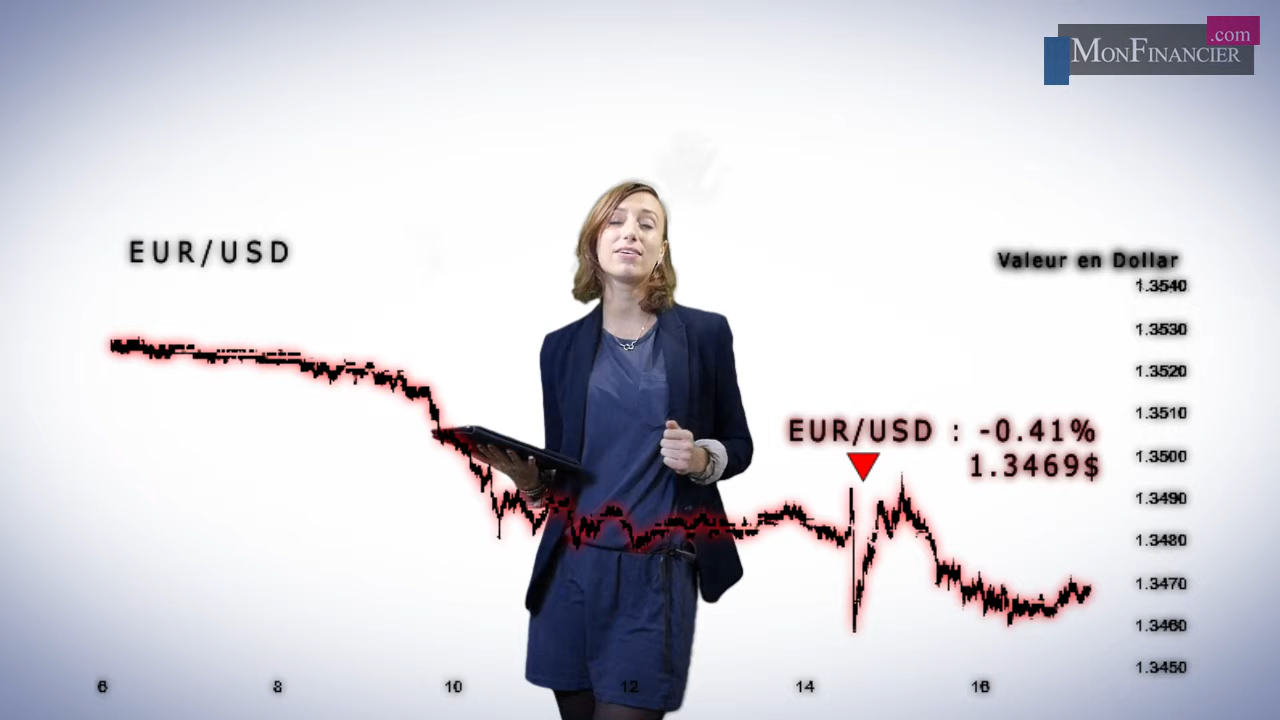 .com
MONFINANCIER
EUR/USD
Valeur en Dollar
1.3540
1.3530
1.3520
1.3510
EUR/USD : -0.41%
1.3500
1.3469$
1.3490
1.3480
1.3470
1.3460
1.3450
6 8 10 12 14 16